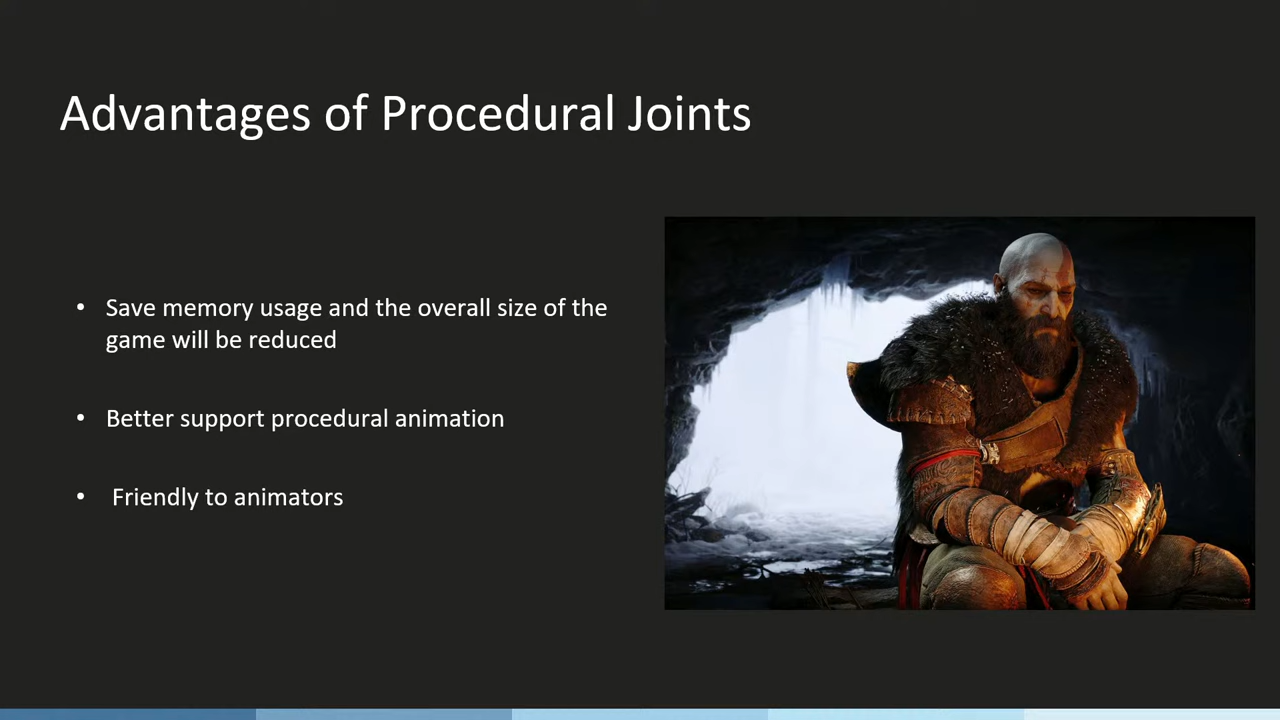 Advantages of Procedural Joints
• Save memory usage and the overall size of the
game will be reduced
• Better support procedural animation
• Friendly to animators